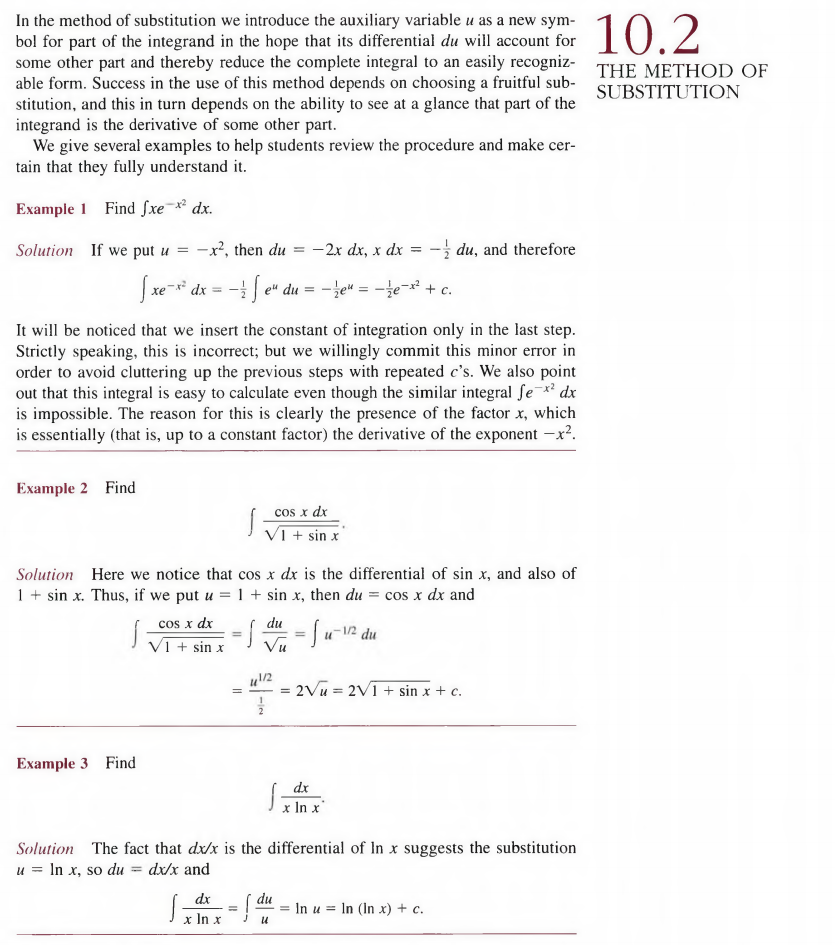 In the method of substitution we introduce the auxiliary variable u as a new sym-
bol for part of the integrand in the hope that its differential du will account for
some other part and thereby reduce the complete integral to an easily recogniz-
able form. Success in the use of this method depends on choosing a fruitful sub-
stitution, and this in turn depends on the ability to see at a glance that part of the
integrand is the derivative of some other part.
We give several examples to help students review the procedure and make cer-
tain that they fully understand it.
10.2
THE METHOD OF
SUBSTITUTION
Example 1 Find ∫xe^{−x²} dx.
Solution If we put u = −x², then du = −2x dx, x dx = −½ du, and therefore
∫ xe^{−x²} dx = −½ ∫ e^u du = −½e^u = −½e^{−x²} + c.
It will be noticed that we insert the constant of integration only in the last step.
Strictly speaking, this is incorrect; but we willingly commit this minor error in
order to avoid cluttering up the previous steps with repeated c's. We also point
out that this integral is easy to calculate even though the similar integral ∫e^{−x²} dx
is impossible. The reason for this is clearly the presence of the factor x, which
is essentially (that is, up to a constant factor) the derivative of the exponent −x².
Example 2 Find
∫ cos x dx / √(1 + sin x).
Solution Here we notice that cos x dx is the differential of sin x, and also of
1 + sin x. Thus, if we put u = 1 + sin x, then du = cos x dx and
∫ cos x dx / √(1 + sin x) = ∫ du / √u = ∫ u^{−1/2} du
= u^{1/2} / ½ = 2√u = 2√(1 + sin x) + c.
Example 3 Find
∫ dx / (x ln x).
Solution The fact that dx/x is the differential of ln x suggests the substitution
u = ln x, so du = dx/x and
∫ dx / (x ln x) = ∫ du / u = ln u = ln (ln x) + c.